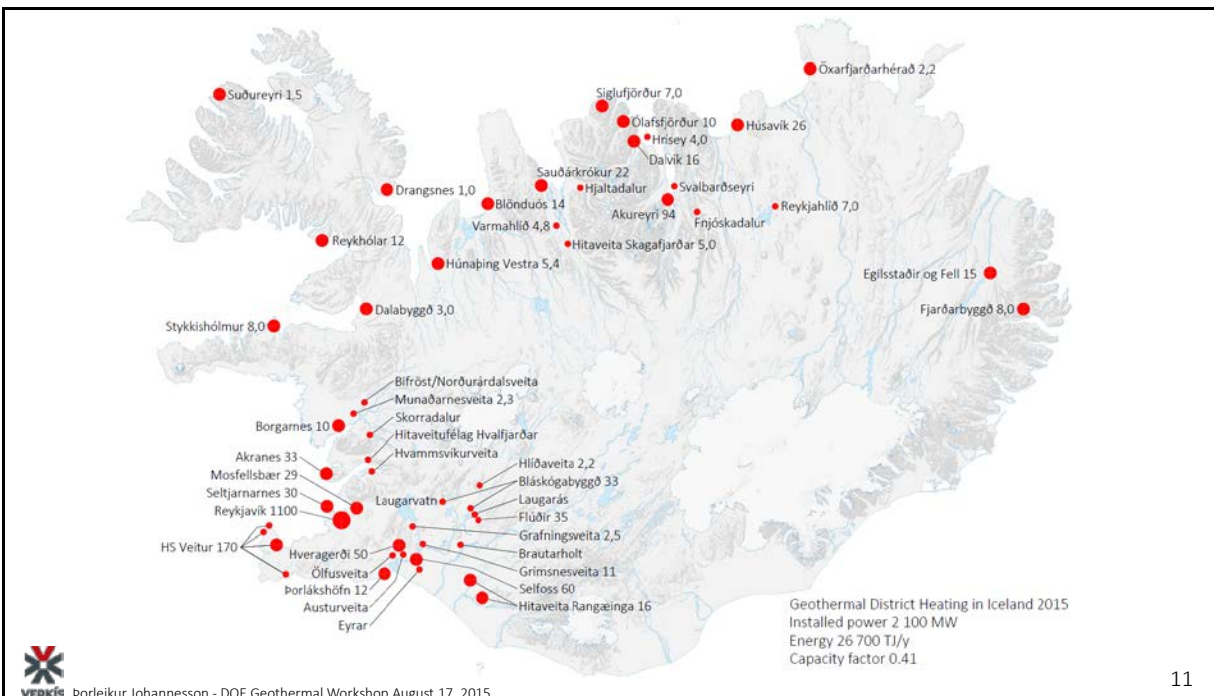 Öxarfjarðarhérað 2,2
Suðureyri 1,5
Siglufjörður 7,0
Ólafsfjörður 10
Húsavík 26
Hrísey 4,0
Dalvík 16
Sauðárkrókur 22
Drangsnes 1,0
Hjaltadalur
Svalbarðseyri
Blönduós 14
Akureyri 94
Reykjahlíð 7,0
Fnjóskadalur
Varmahlíð 4,8
Reykhólar 12
Hitaveita Skagafjarðar 5,0
Húnaþing Vestra 5,4
Egilsstaðir og Fell 15
Dalabyggð 3,0
Fjarðarbyggð 8,0
Stykkishólmur 8,0
Bifröst/Norðurárdalsveita
Munaðarnesveita 2,3
Skorradalur
Borgarnes 10
Hitaveitufélag Hvalfjarðar
Hvammsvíkurveita
Akranes 33
Mosfellsbær 29
Seltjarnarnes 30
Reykjavík 1100
Hlíðaveita 2,2
Bláskógabyggð 33
Laugarvatn
Laugarás
Flúðir 35
Grafningsveita 2,5
HS Veitur 170
Hveragerði 50
Brautarholt
Ölfusveita
Grímsnesveita 11
Þorlákshöfn 12
Selfoss 60
Austurveita
Hitaveita Rangæinga 16
Eyrar
Geothermal District Heating in Iceland 2015
Installed power 2 100 MW
Energy 26 700 TJ/y
Capacity factor 0.41
VERKÍS
Þorleikur Jóhannesson - DOE Geothermal Workshop August 17, 2015
11